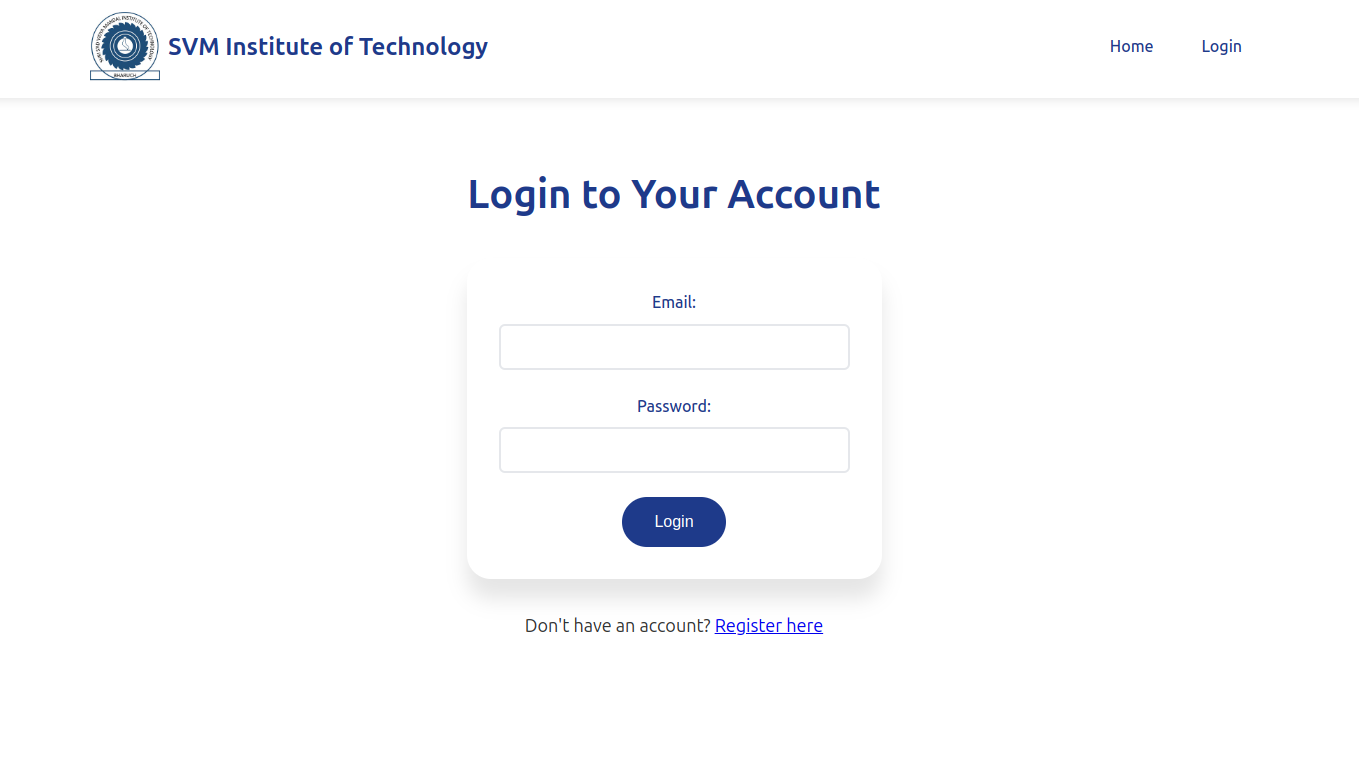 SVM Institute of Technology
Home
Login
BHARUCH
Login to Your Account
Email:
Password:
Login
Don't have an account? Register here